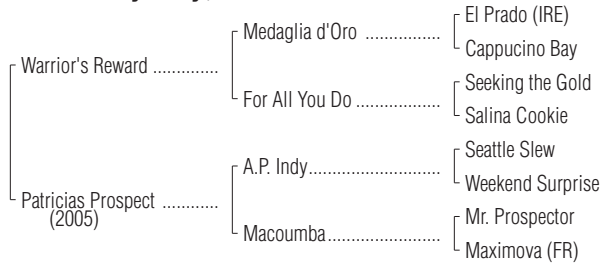 El Prado (IRE)
Medaglia d'Oro ................
Cappucino Bay
Warrior's Reward ..............
Seeking the Gold
For All You Do ..................
Salina Cookie
Seattle Slew
A.P. Indy............................
Weekend Surprise
Patricias Prospect ............
(2005)
Mr. Prospector
Macoumba........................
Maximova (FR)